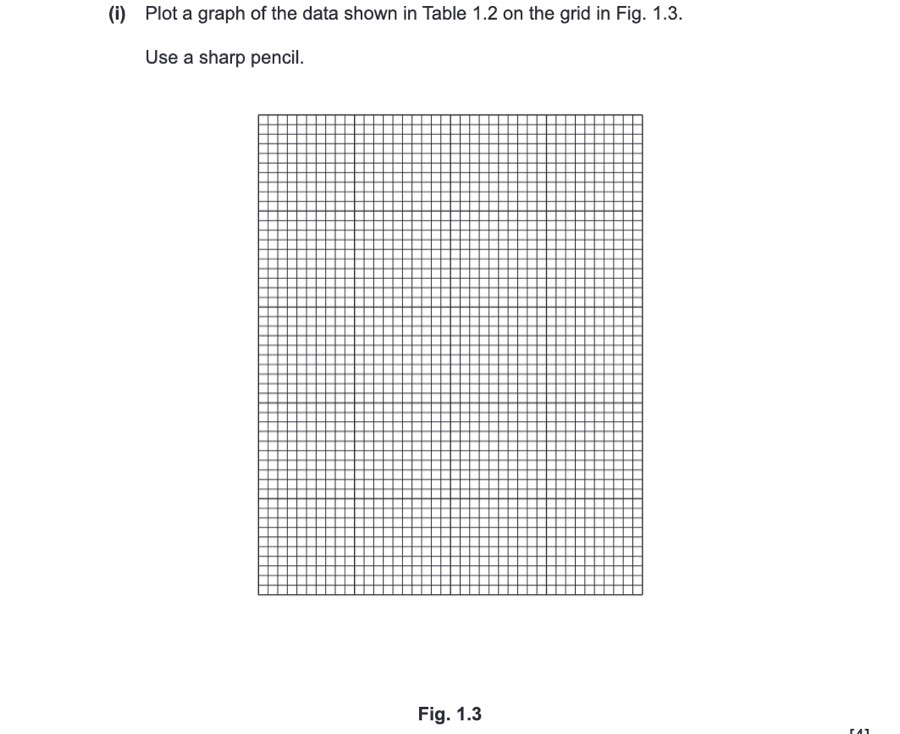 (i) Plot a graph of the data shown in Table 1.2 on the grid in Fig. 1.3.
Use a sharp pencil.
Fig. 1.3
[4]